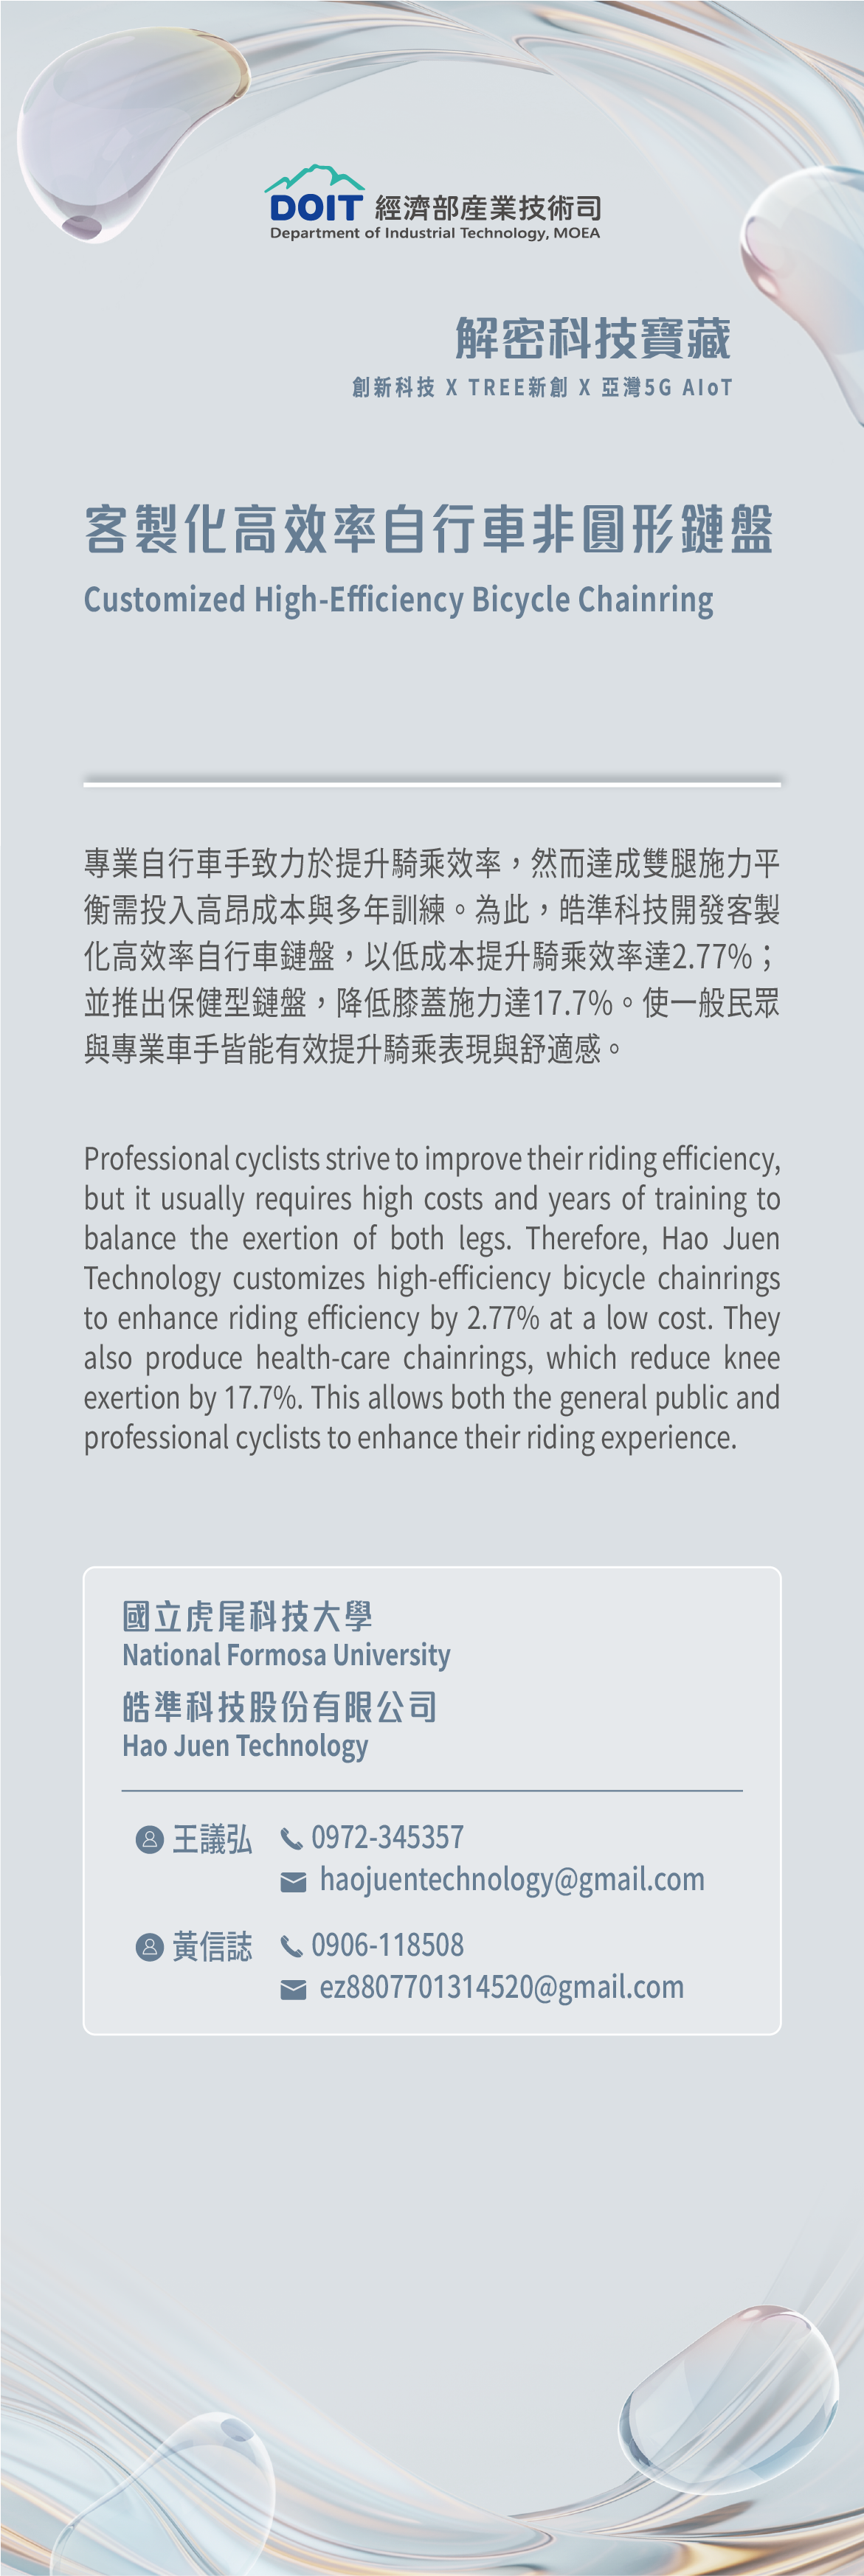 DOIT 經濟部産業技術司
Department of Industrial Technology, MOEA
解密科技寶藏
創新科技 X TREE新創 X 亞灣5G AIoT
客製化高效率自行車非圓形鏈盤
Customized High-Efficiency Bicycle Chainring
專業自行車手致力於提升騎乘效率，然而達成雙腿施力平
衡需投入高昂成本與多年訓練。為此，皓準科技開發客製
化高效率自行車鏈盤，以低成本提升騎乘效率達2.77%；
並推出保健型鏈盤，降低膝蓋施力達17.7%。使一般民眾
與專業車手皆能有效提升騎乘表現與舒適感。
Professional cyclists strive to improve their riding efficiency,
but it usually requires high costs and years of training to
balance the exertion of both legs. Therefore, Hao Juen
Technology customizes high-efficiency bicycle chainrings
to enhance riding efficiency by 2.77% at a low cost. They
also produce health-care chainrings, which reduce knee
exertion by 17.7%. This allows both the general public and
professional cyclists to enhance their riding experience.
國立虎尾科技大學
National Formosa University
皓準科技股份有限公司
Hao Juen Technology
王議弘 0972-345357
haojuentechnology@gmail.com
黃信誌 0906-118508
ez8807701314520@gmail.com